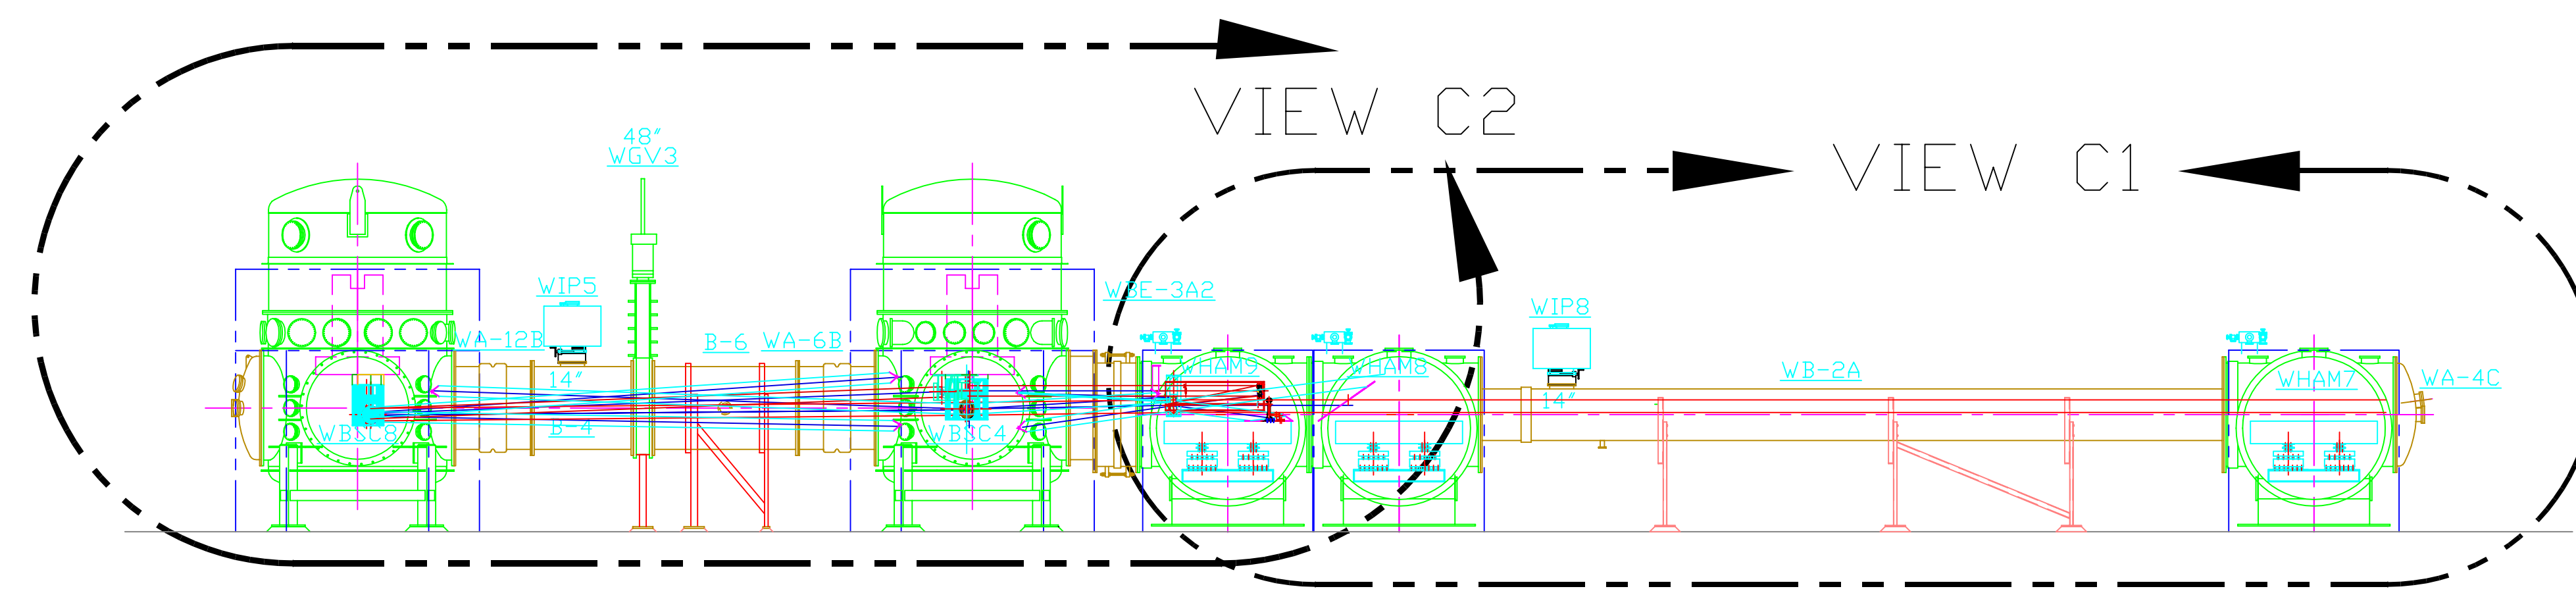 VIEW C2
VIEW C1
48"
WGV3
WIP5
WBE-3A2
WIP8
WA-12B
B-6
WA-6B
14"
WHAM9
WHAM8
WB-2A
WHAM7
WA-4C
14"
B-4
WBSC8
WBSC4